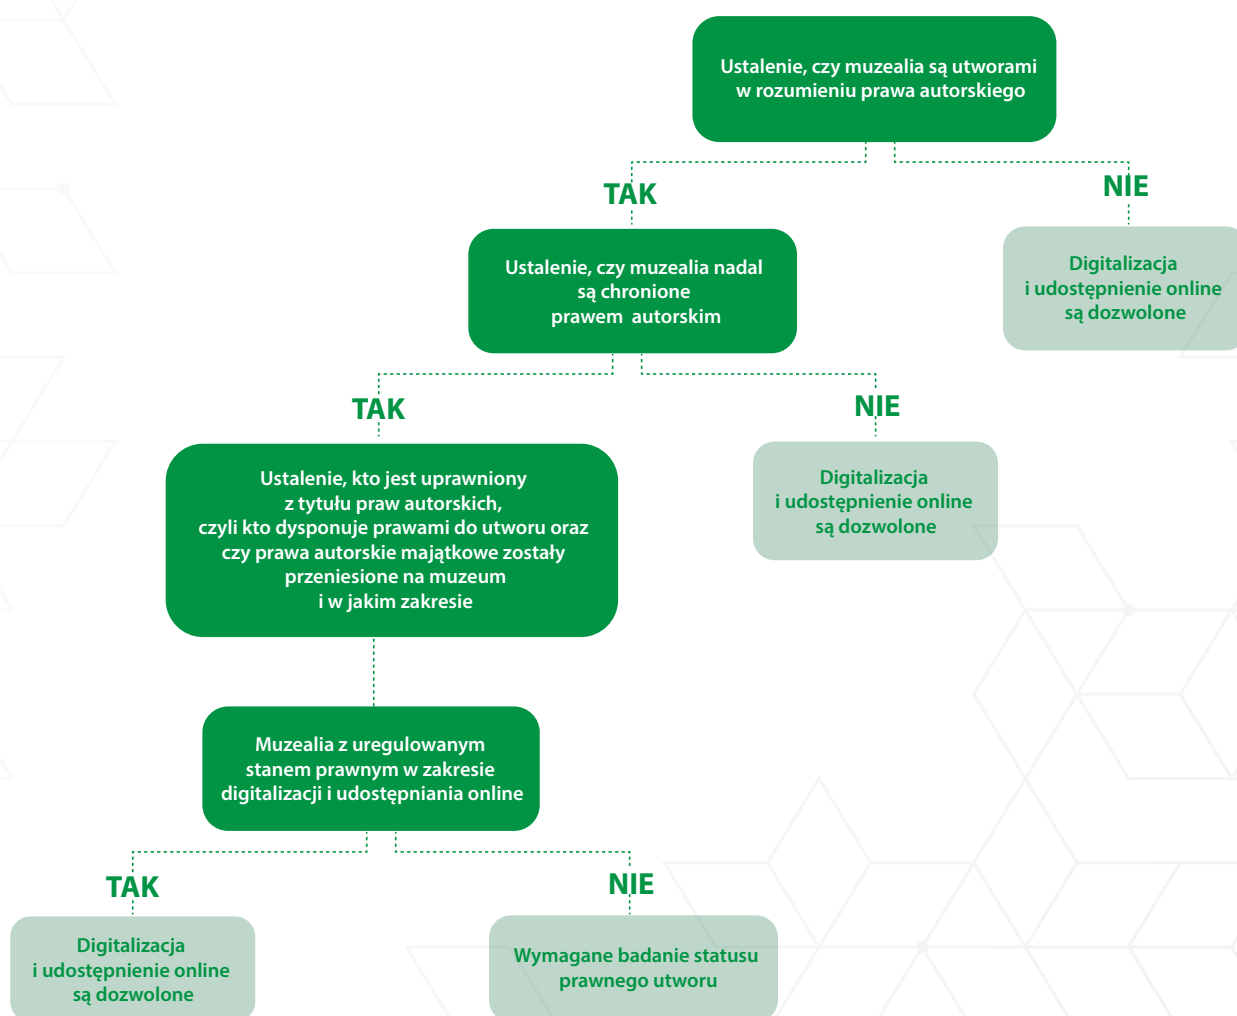 Ustalenie, czy muzealia są utworami
w rozumieniu prawa autorskiego
TAK
NIE
Ustalenie, czy muzealia nadal
są chronione
prawem autorskim
Digitalizacja
i udostępnienie online
są dozwolone
TAK
NIE
Ustalenie, kto jest uprawniony
z tytułu praw autorskich,
czyli kto dysponuje prawami do utworu oraz
czy prawa autorskie majątkowe zostały
przeniesione na muzeum
i w jakim zakresie
Digitalizacja
i udostępnienie online
są dozwolone
Muzealia z uregulowanym
stanem prawnym w zakresie
digitalizacji i udostępniania online
TAK
NIE
Digitalizacja
i udostępnienie online
są dozwolone
Wymagane badanie statusu
prawnego utworu